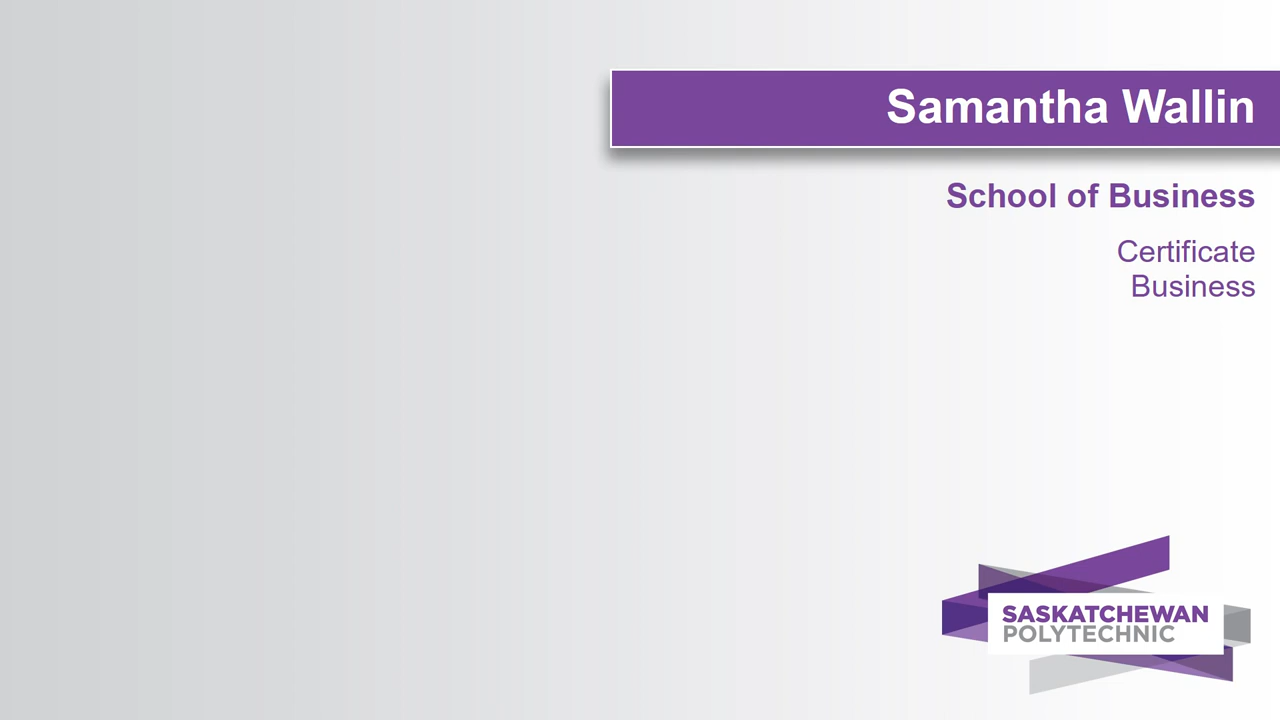 Samantha Wallin
School of Business
Certificate
Business
SASKATCHEWAN
POLYTECHNIC